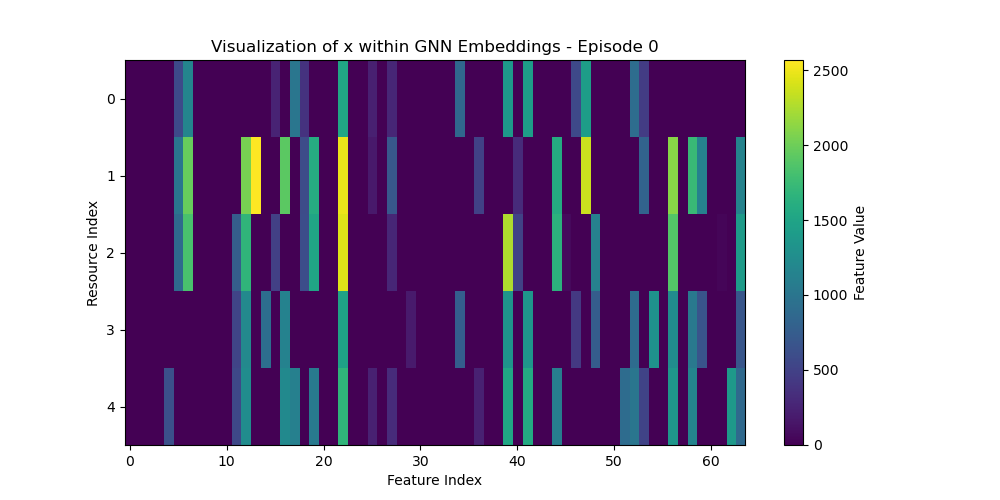 Visualization of x within GNN Embeddings - Episode 0
Resource Index
0
1
2
3
4
0 10 20 30 40 50 60
Feature Index
2500
2000
1500
1000
500
0
Feature Value